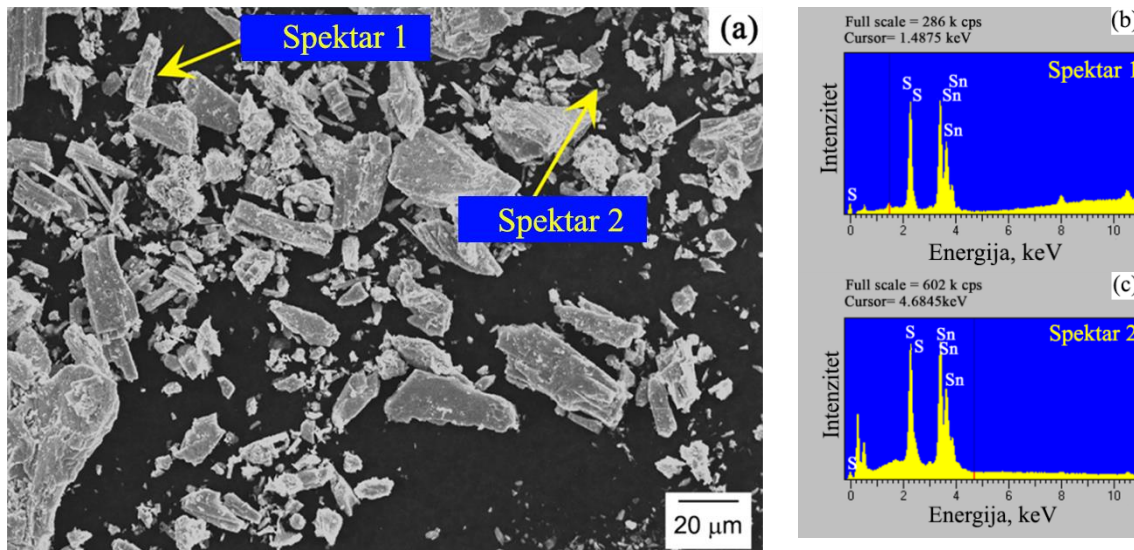 Spektar 1
(a)
Spektar 2
20 μm
Full scale = 286 k cps
Cursor= 1.4875 keV
(b)
Spektar 1
S
S
Sn
Sn
Sn
S
Intenzitet
0 2 4 6 8 10
Energija, keV
Full scale = 602 k cps
Cursor= 4.6845keV
(c)
Spektar 2
S
S
Sn
Sn
Sn
S
Intenzitet
0 2 4 6 8 10
Energija, keV